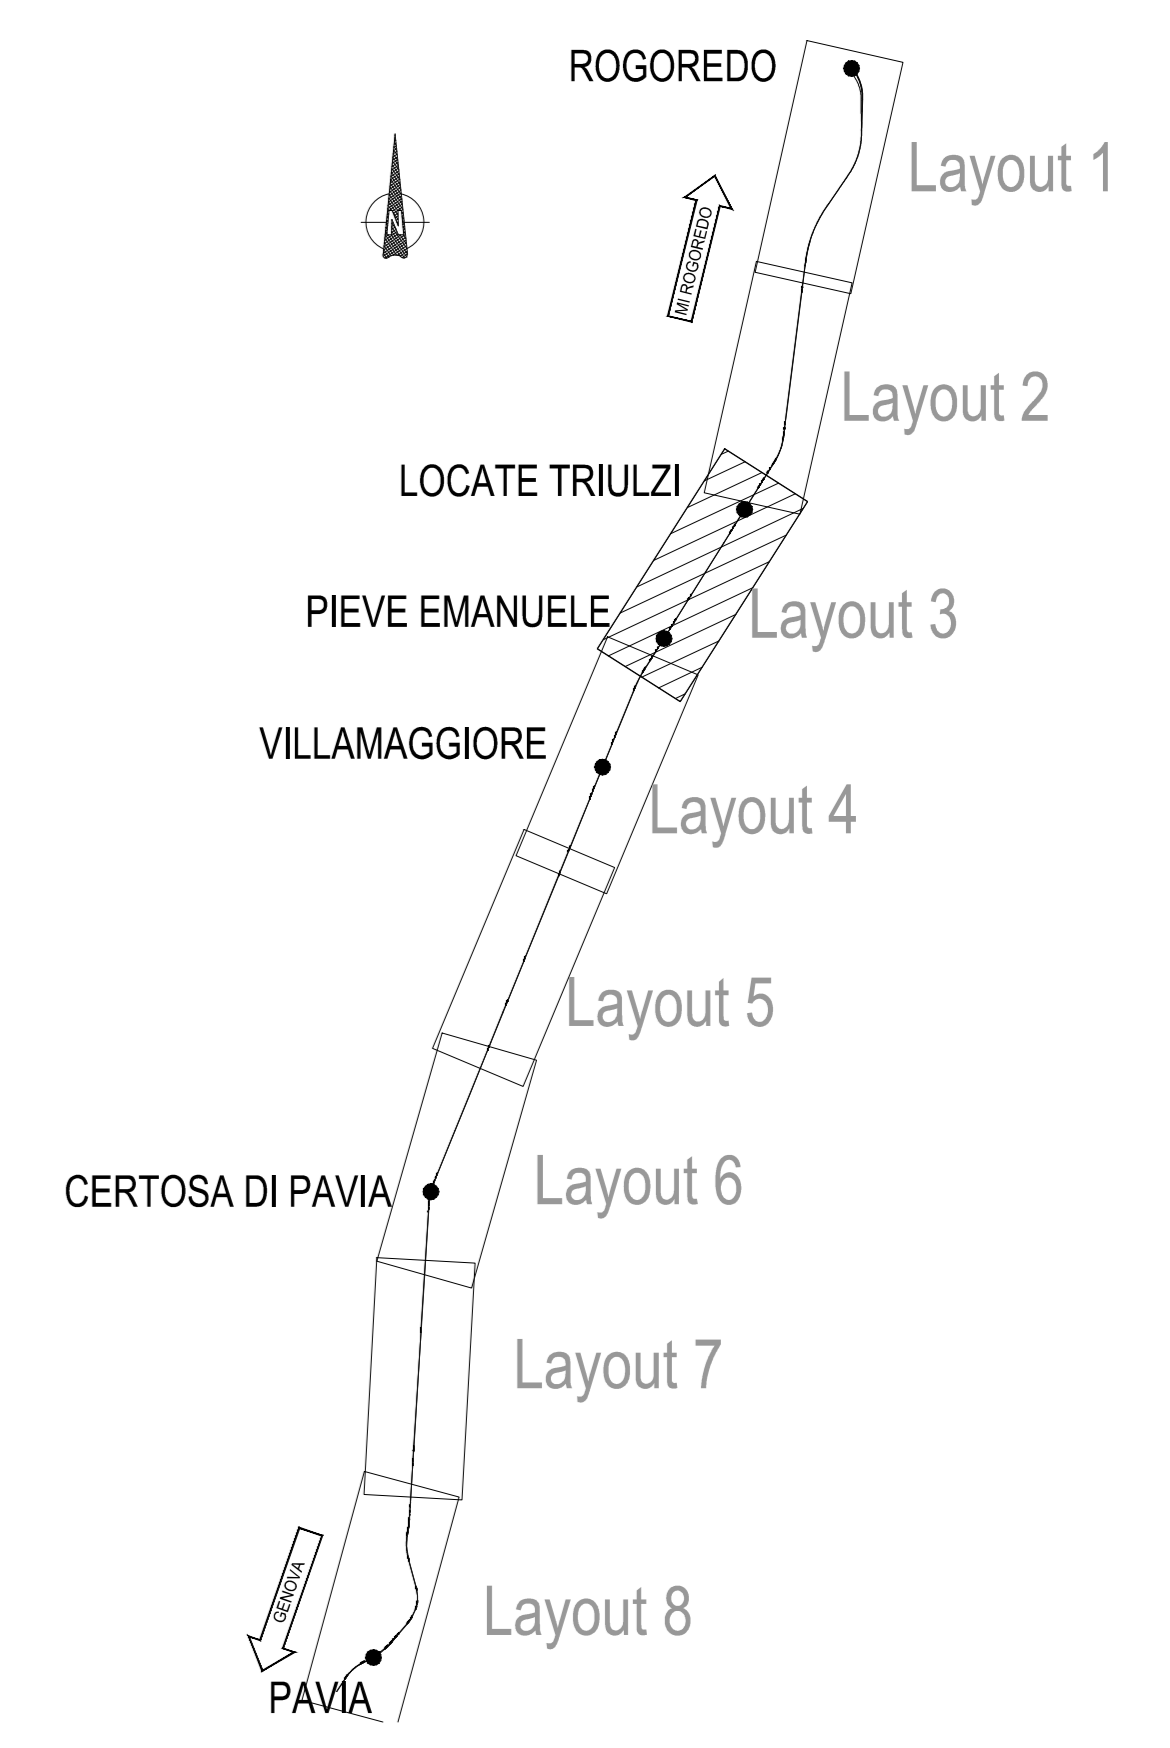 ROGOREDO
Layout 1
N
MI ROGOREDO
Layout 2
LOCATE TRIULZI
PIEVE EMANUELE
Layout 3
VILLAMAGGIORE
Layout 4
Layout 5
CERTOSA DI PAVIA
Layout 6
Layout 7
GENOVA
Layout 8
PAVIA